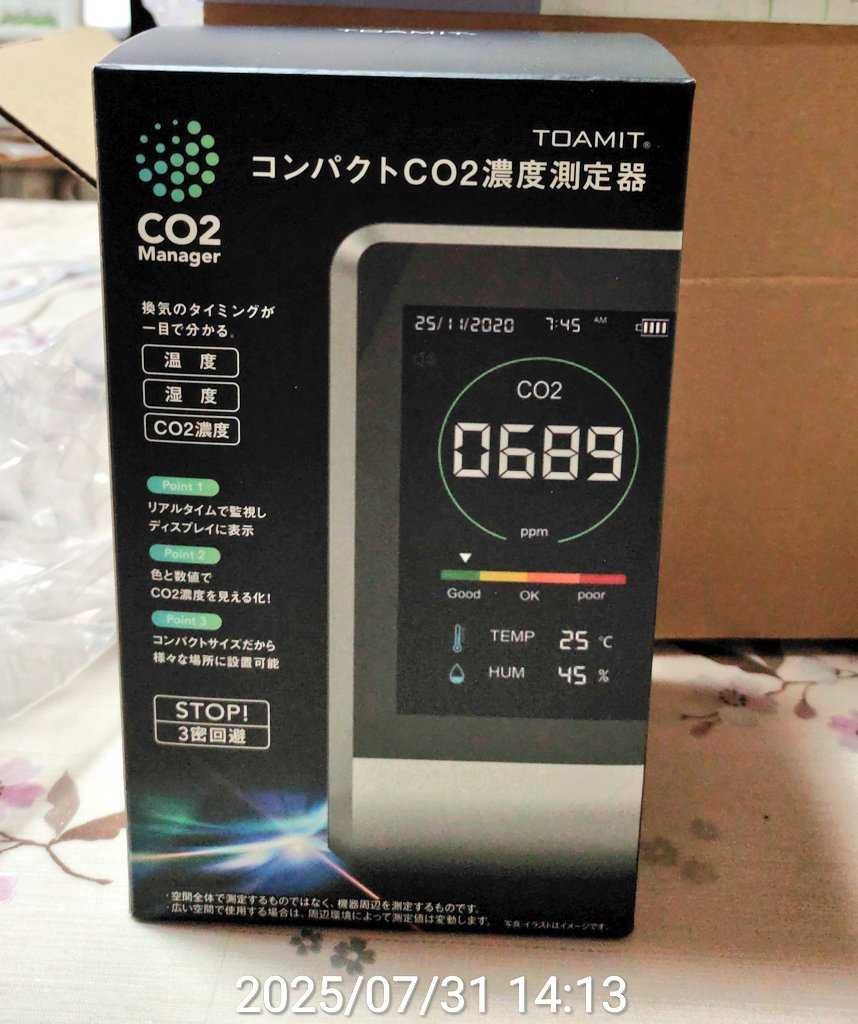 TOAMIT
TOAMIT®
コンパクトCO2濃度測定器
CO2
Manager
換気のタイミングが
一目で分かる。
温 度
湿 度
CO2濃度
Point 1
リアルタイムで監視し
ディスプレイに表示
Point 2
色と数値で
CO2濃度を見える化!
Point 3
コンパクトサイズだから
様々な場所に設置可能
STOP!
3密回避
25/11/2020 7:45 AM
CO2
0689
ppm
Good OK poor
TEMP 25 ℃
HUM 45 %
・空間全体で測定するものではなく、機器周辺を測定するものです。
・広い空間で使用する場合は、周辺環境によって測定値は変動します。
写真・イラストはイメージです。
2025/07/31 14:13